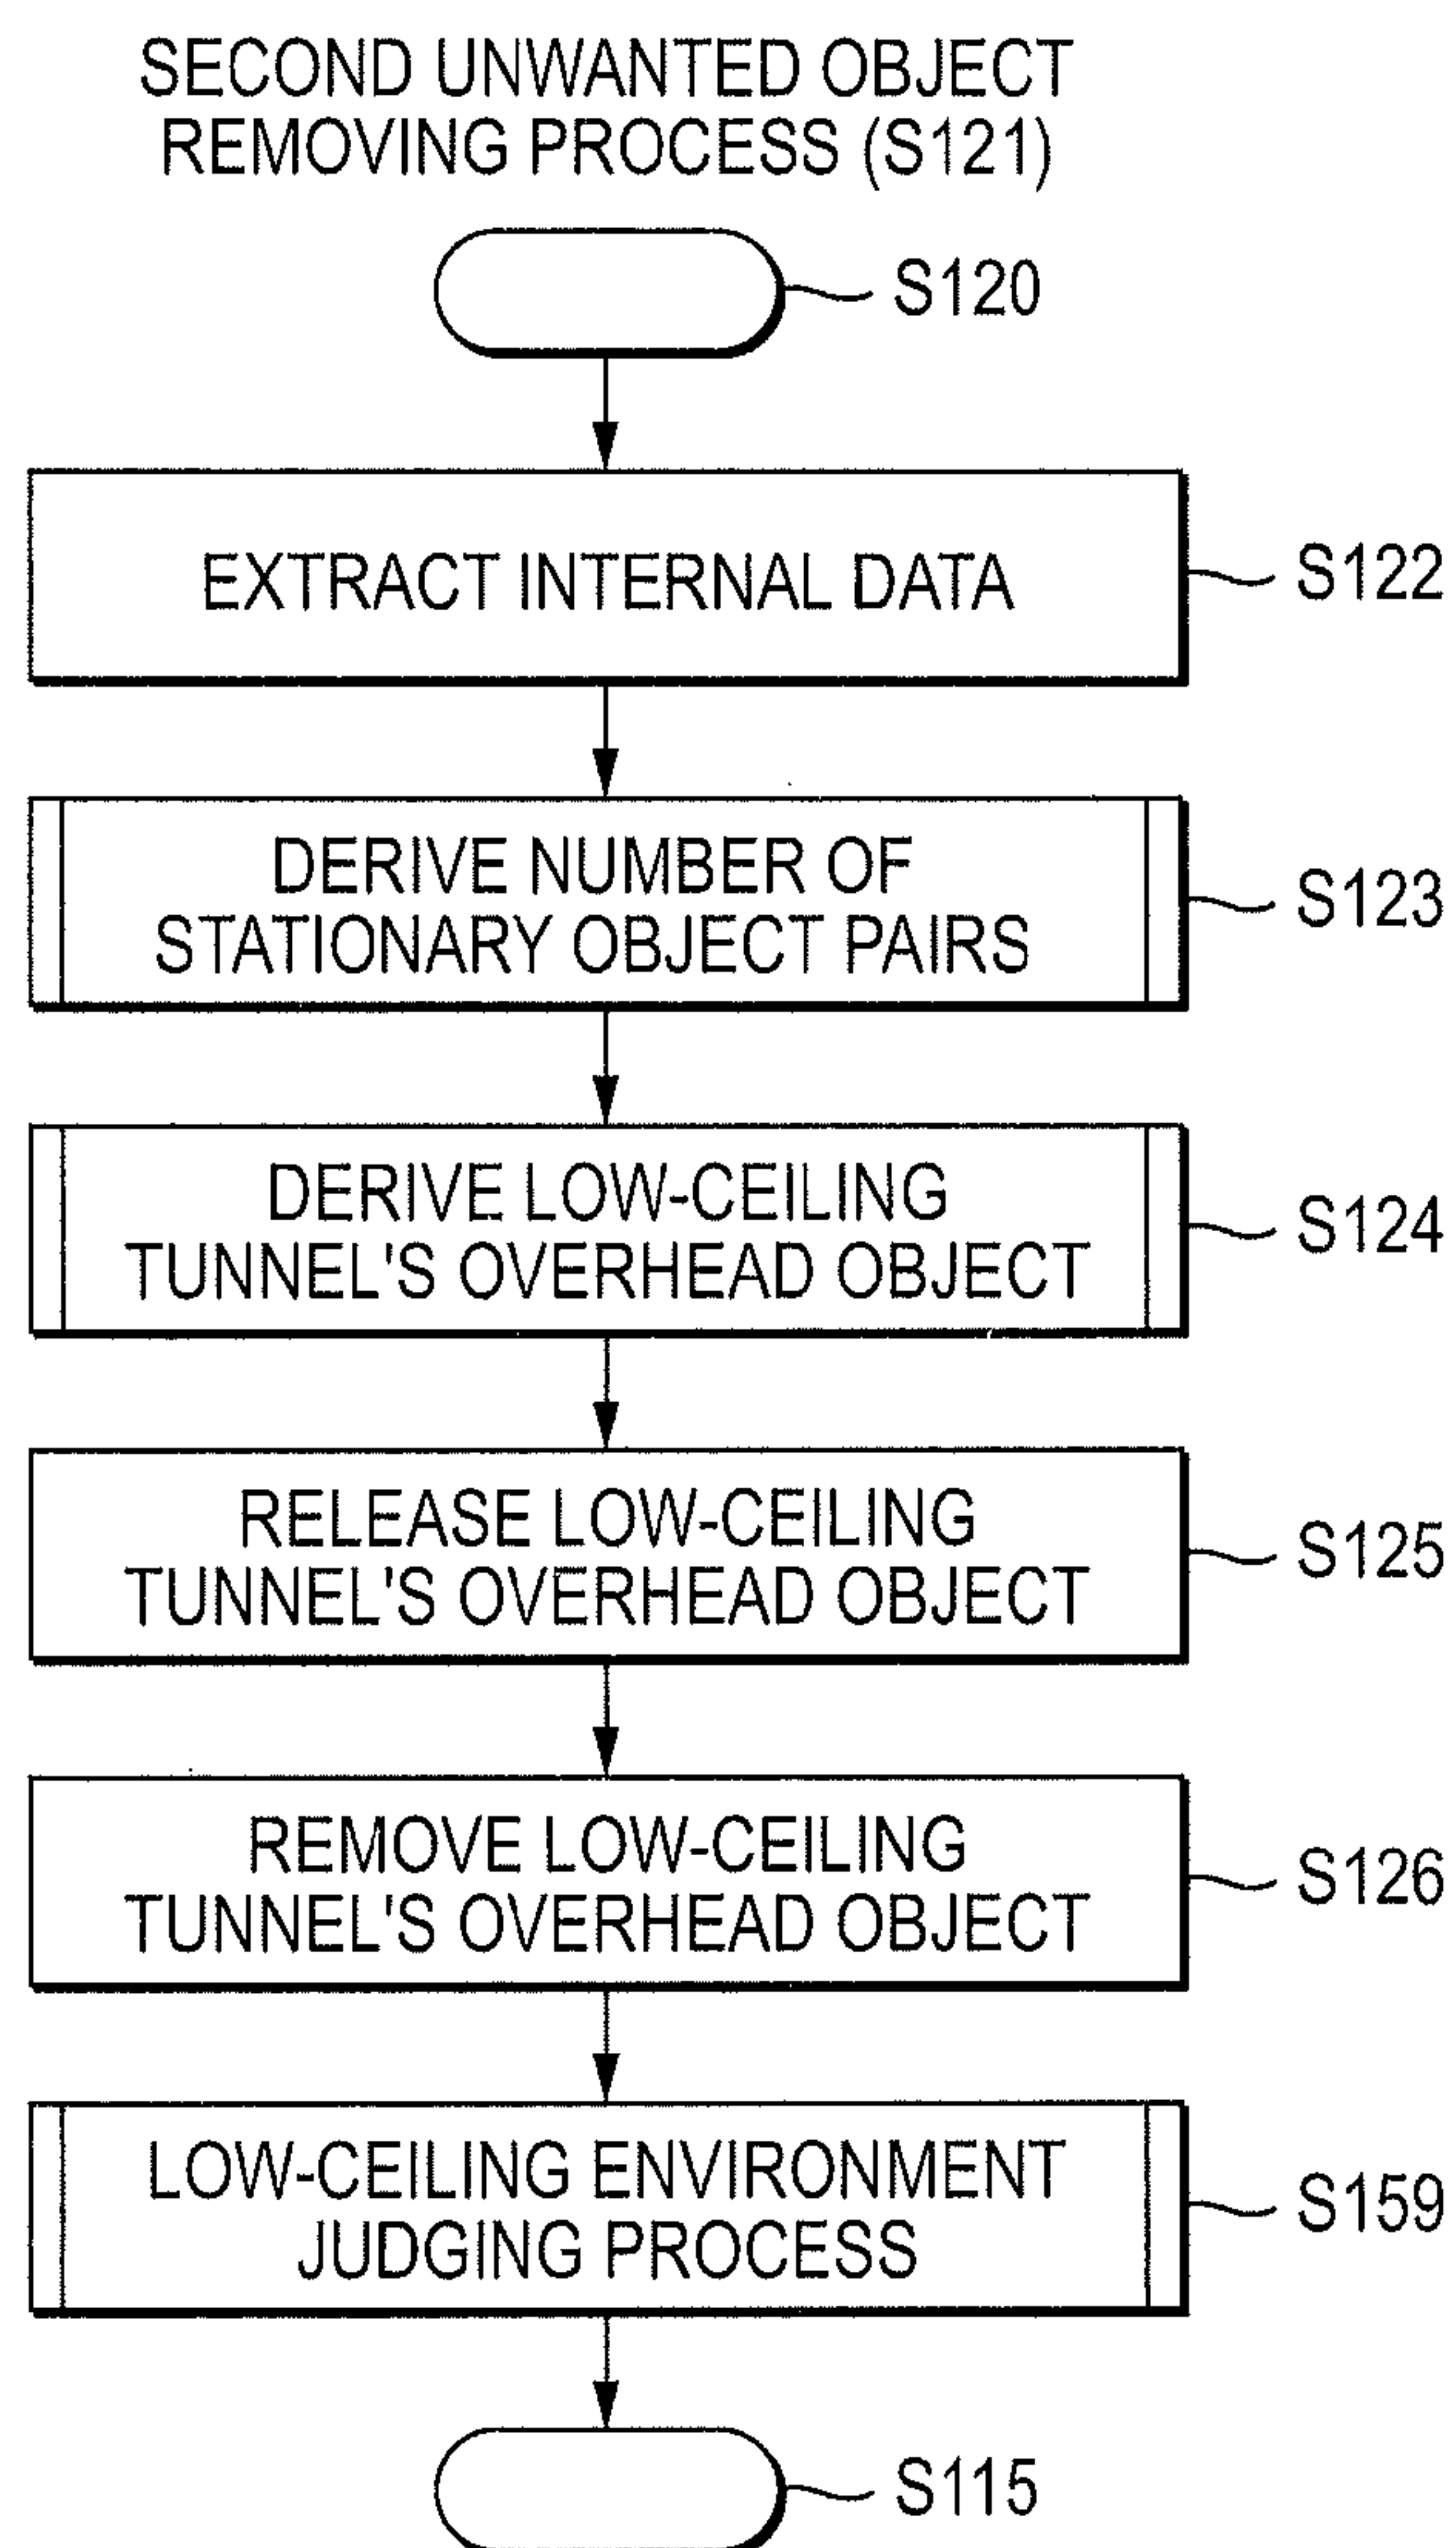 SECOND UNWANTED OBJECT
REMOVING PROCESS (S121)
S120
EXTRACT INTERNAL DATA
S122
DERIVE NUMBER OF
STATIONARY OBJECT PAIRS
S123
DERIVE LOW-CEILING
TUNNEL'S OVERHEAD OBJECT
S124
RELEASE LOW-CEILING
TUNNEL'S OVERHEAD OBJECT
S125
REMOVE LOW-CEILING
TUNNEL'S OVERHEAD OBJECT
S126
LOW-CEILING ENVIRONMENT
JUDGING PROCESS
S159
S115